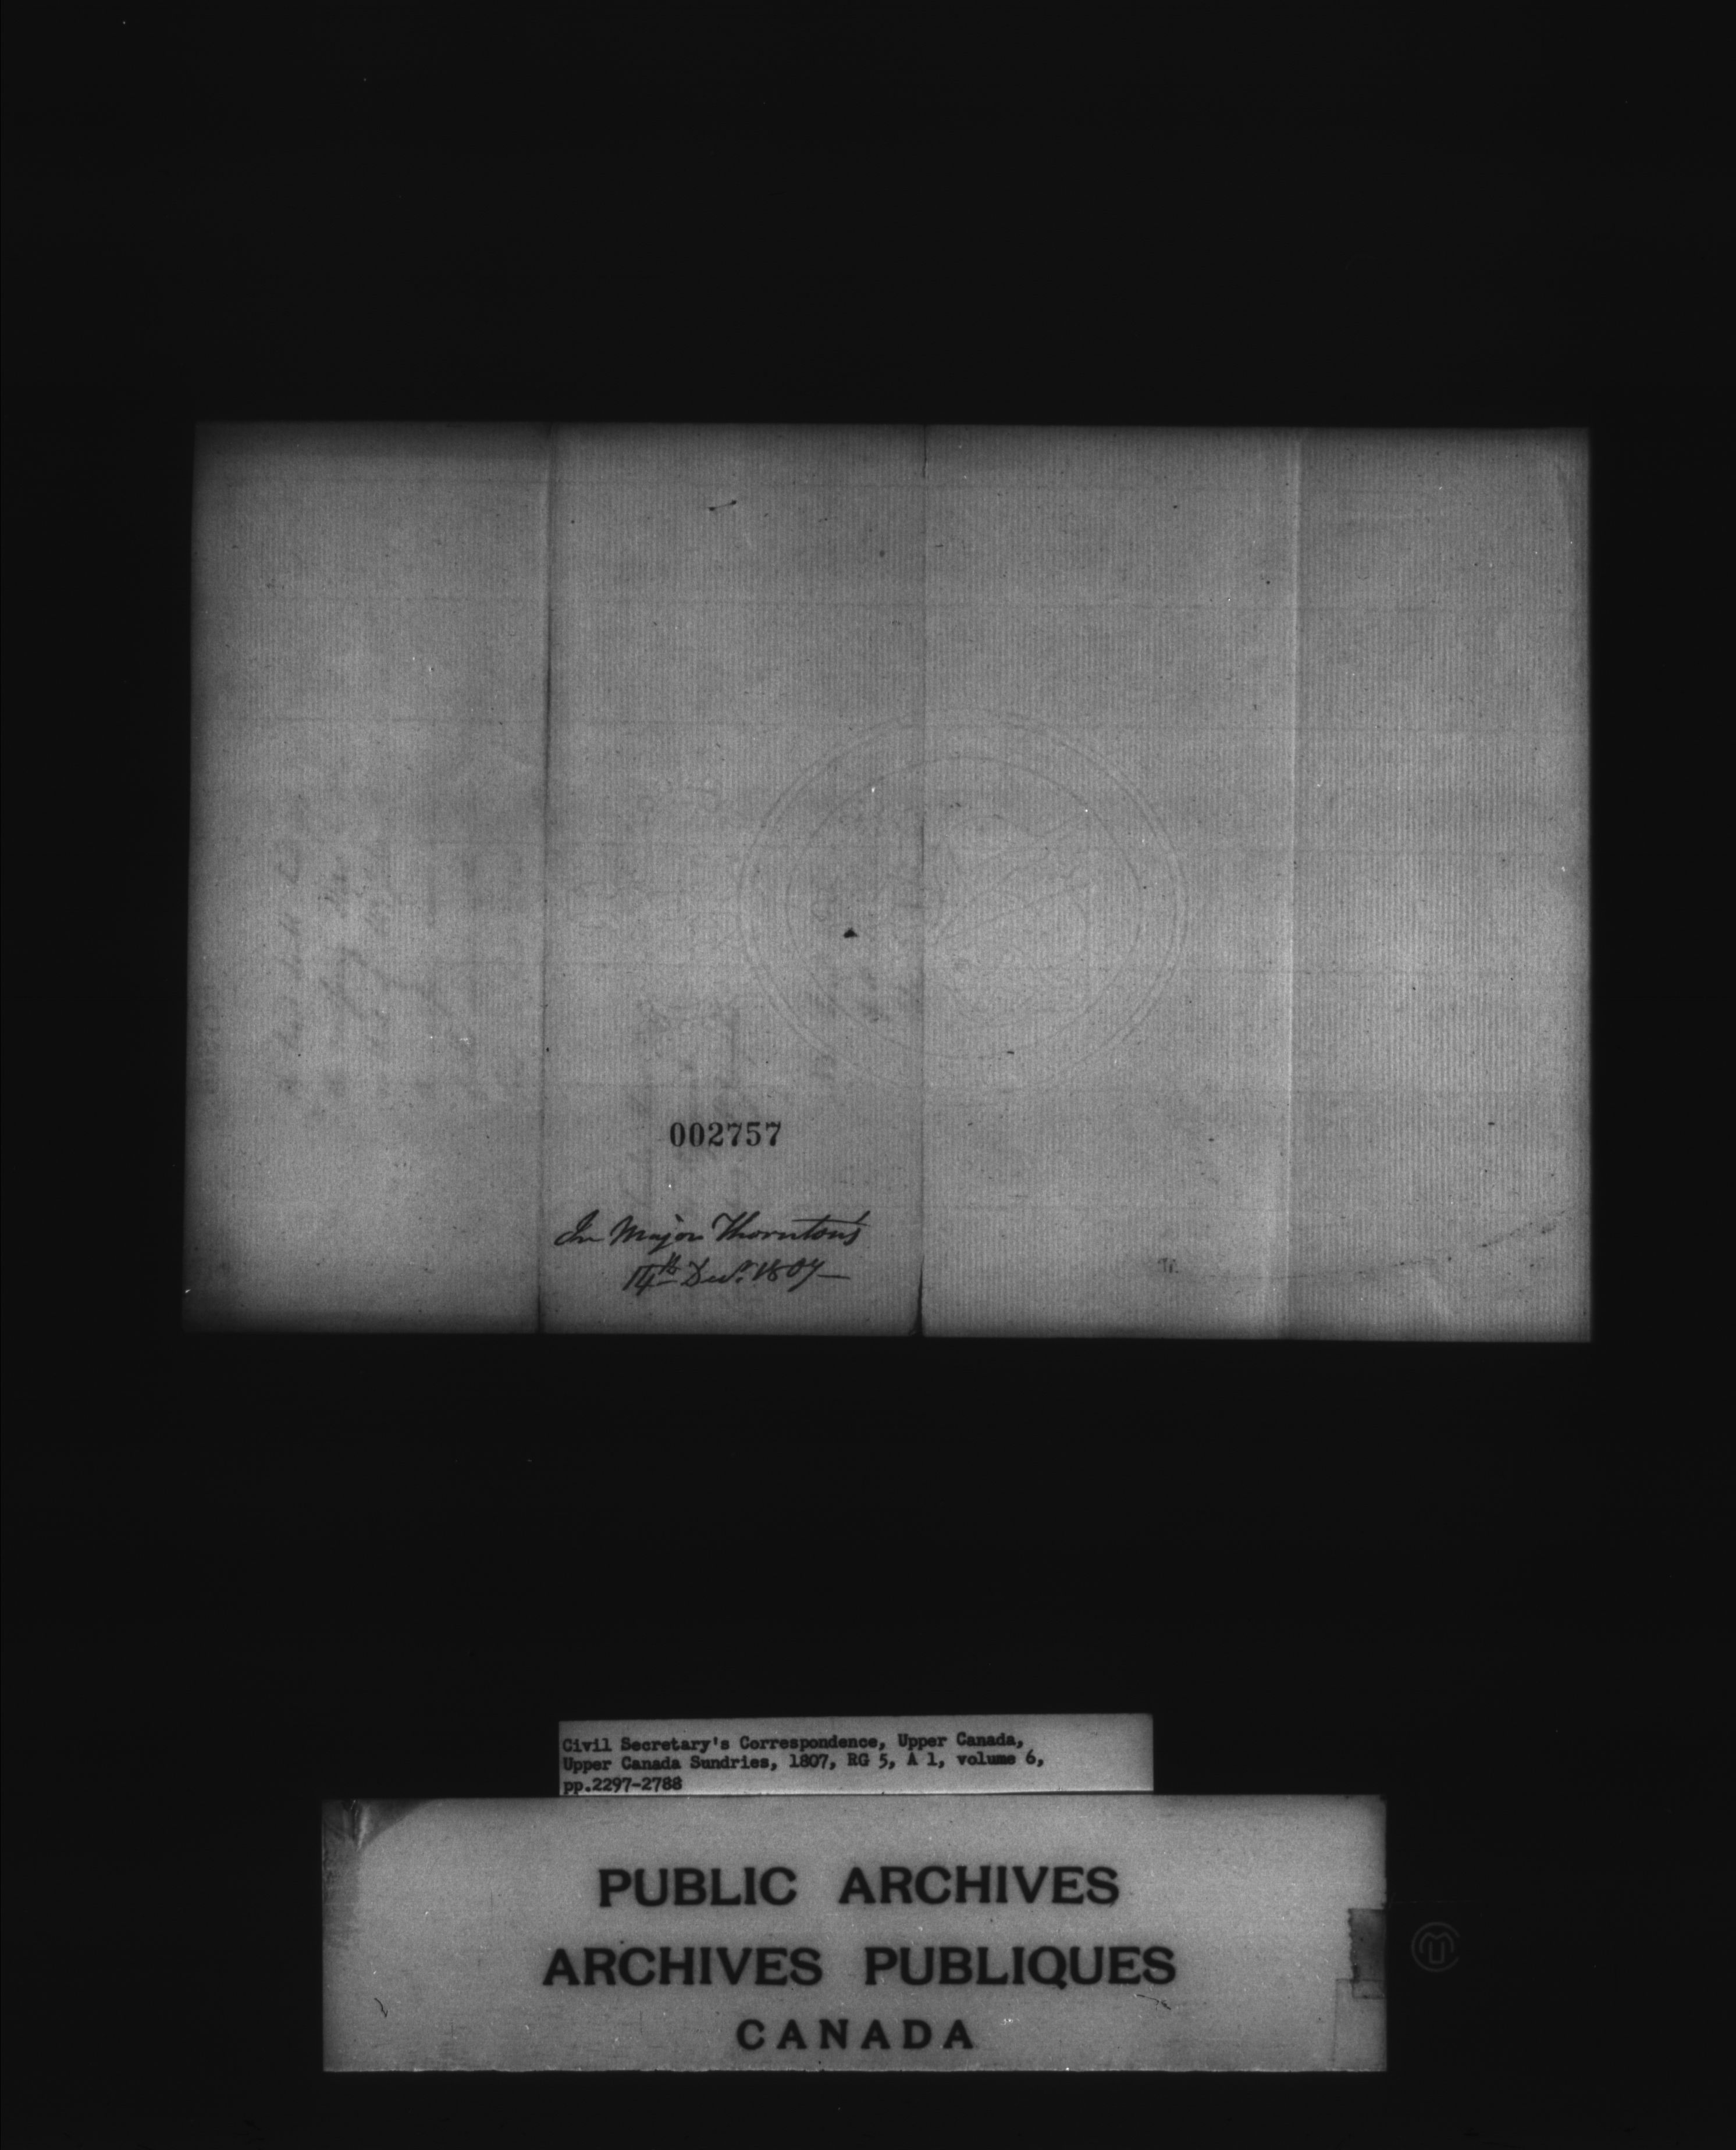 002757
In Major Thornton's
14th Decr. 1807—
Civil Secretary's Correspondence, Upper Canada,
Upper Canada Sundries, 1807, RG 5, A 1, volume 6,
pp.2297-2788
PUBLIC ARCHIVES
ARCHIVES PUBLIQUES
CANADA